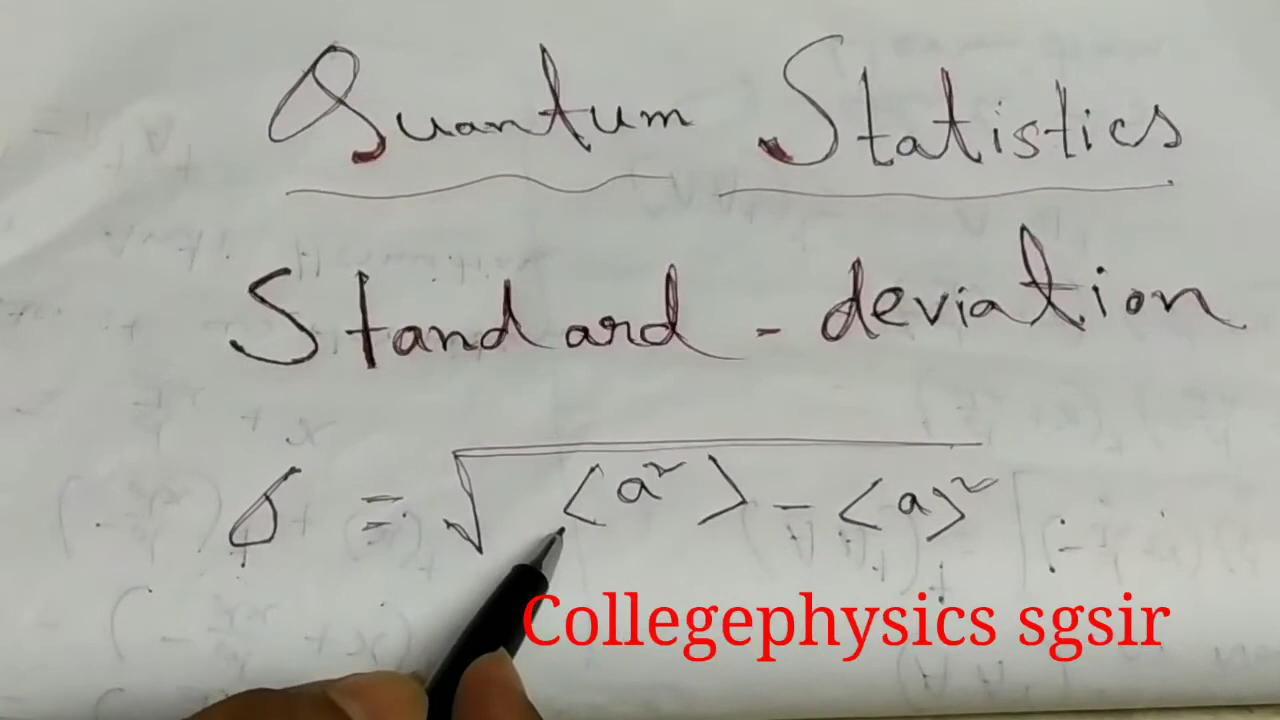 Quantum Statistics
Standard - deviation
σ = √ ⟨a²⟩ - ⟨a⟩²
Collegephysics sgsir